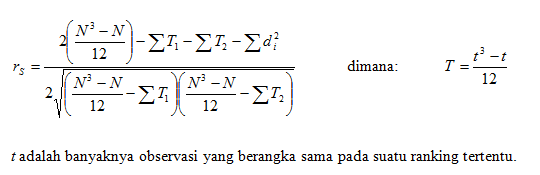 r_S = \frac{2\left(\frac{N^3 - N}{12}\right) - \sum T_1 - \sum T_2 - \sum d_i^2}{2\sqrt{\left(\frac{N^3 - N}{12} - \sum T_1\right)\left(\frac{N^3 - N}{12} - \sum T_2\right)}} dimana: T = \frac{t^3 - t}{12}
t adalah banyaknya observasi yang berangka sama pada suatu ranking tertentu.